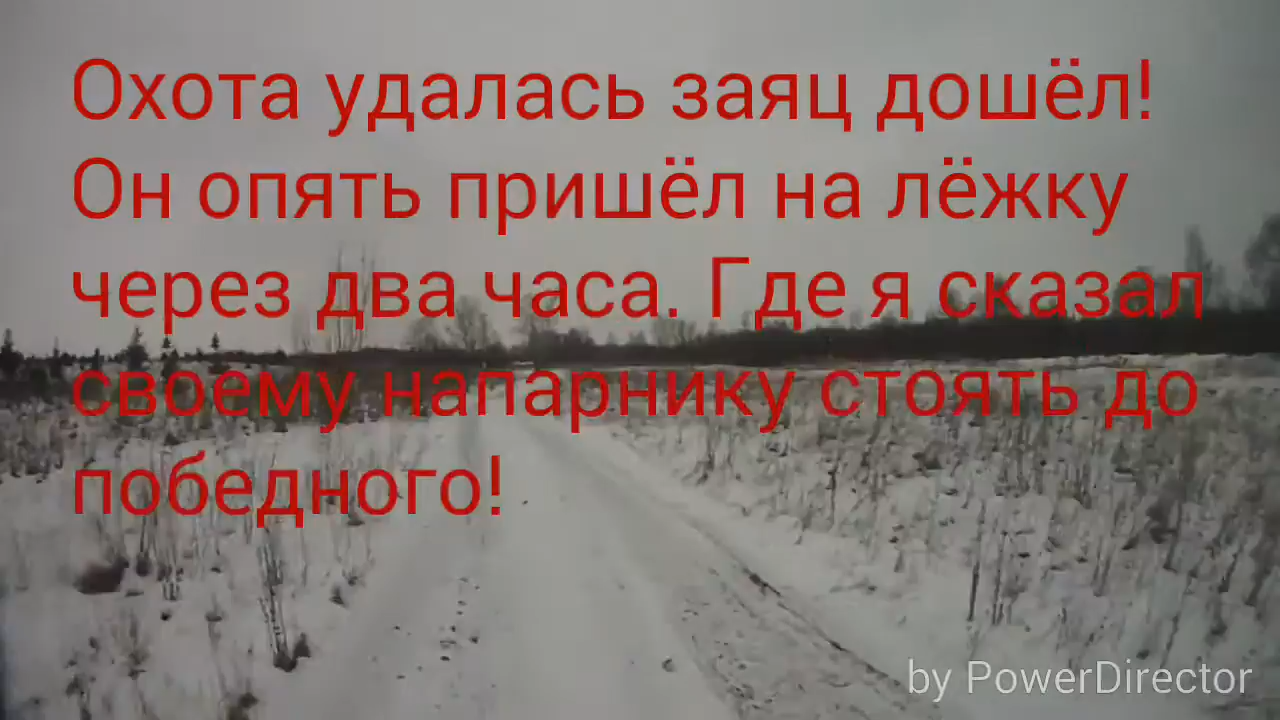 Охота удалась заяц дошёл!
Он опять пришёл на лёжку
через два часа. Где я сказал
своему напарнику стоять до
победного!
by PowerDirector